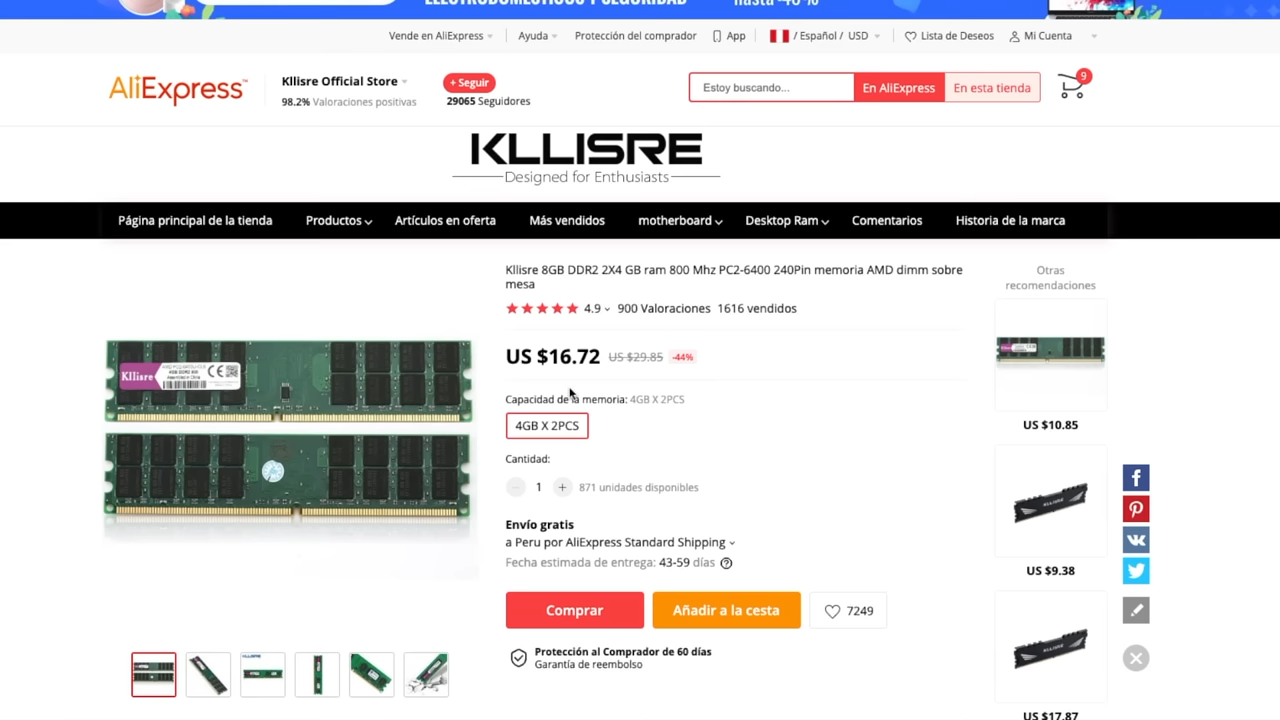 ELECTRODOMÉSTICOS Y SEGURIDAD
hasta -40%
Vende en AliExpress
Ayuda
Protección del comprador
App
/ Español / USD
Lista de Deseos
Mi Cuenta
AliExpress™
Kllisre Official Store
98.2% Valoraciones positivas
+ Seguir
29065 Seguidores
Estoy buscando...
En AliExpress
En esta tienda
9
KLLISRE
Designed for Enthusiasts
Página principal de la tienda
Productos
Artículos en oferta
Más vendidos
motherboard
Desktop Ram
Comentarios
Historia de la marca
Kllisre 8GB DDR2 2X4 GB ram 800 Mhz PC2-6400 240Pin memoria AMD dimm sobre
mesa
4.9
900 Valoraciones
1616 vendidos
US $16.72
US $29.85
-44%
Capacidad de la memoria: 4GB X 2PCS
4GB X 2PCS
Cantidad:
1
871 unidades disponibles
Envío gratis
a Peru por AliExpress Standard Shipping
Fecha estimada de entrega: 43-59 días
Comprar
Añadir a la cesta
7249
Protección al Comprador de 60 días
Garantía de reembolso
Kllisre
Otras
recomendaciones
US $10.85
KLLISRE
US $9.38
KLLISRE
US $17.87